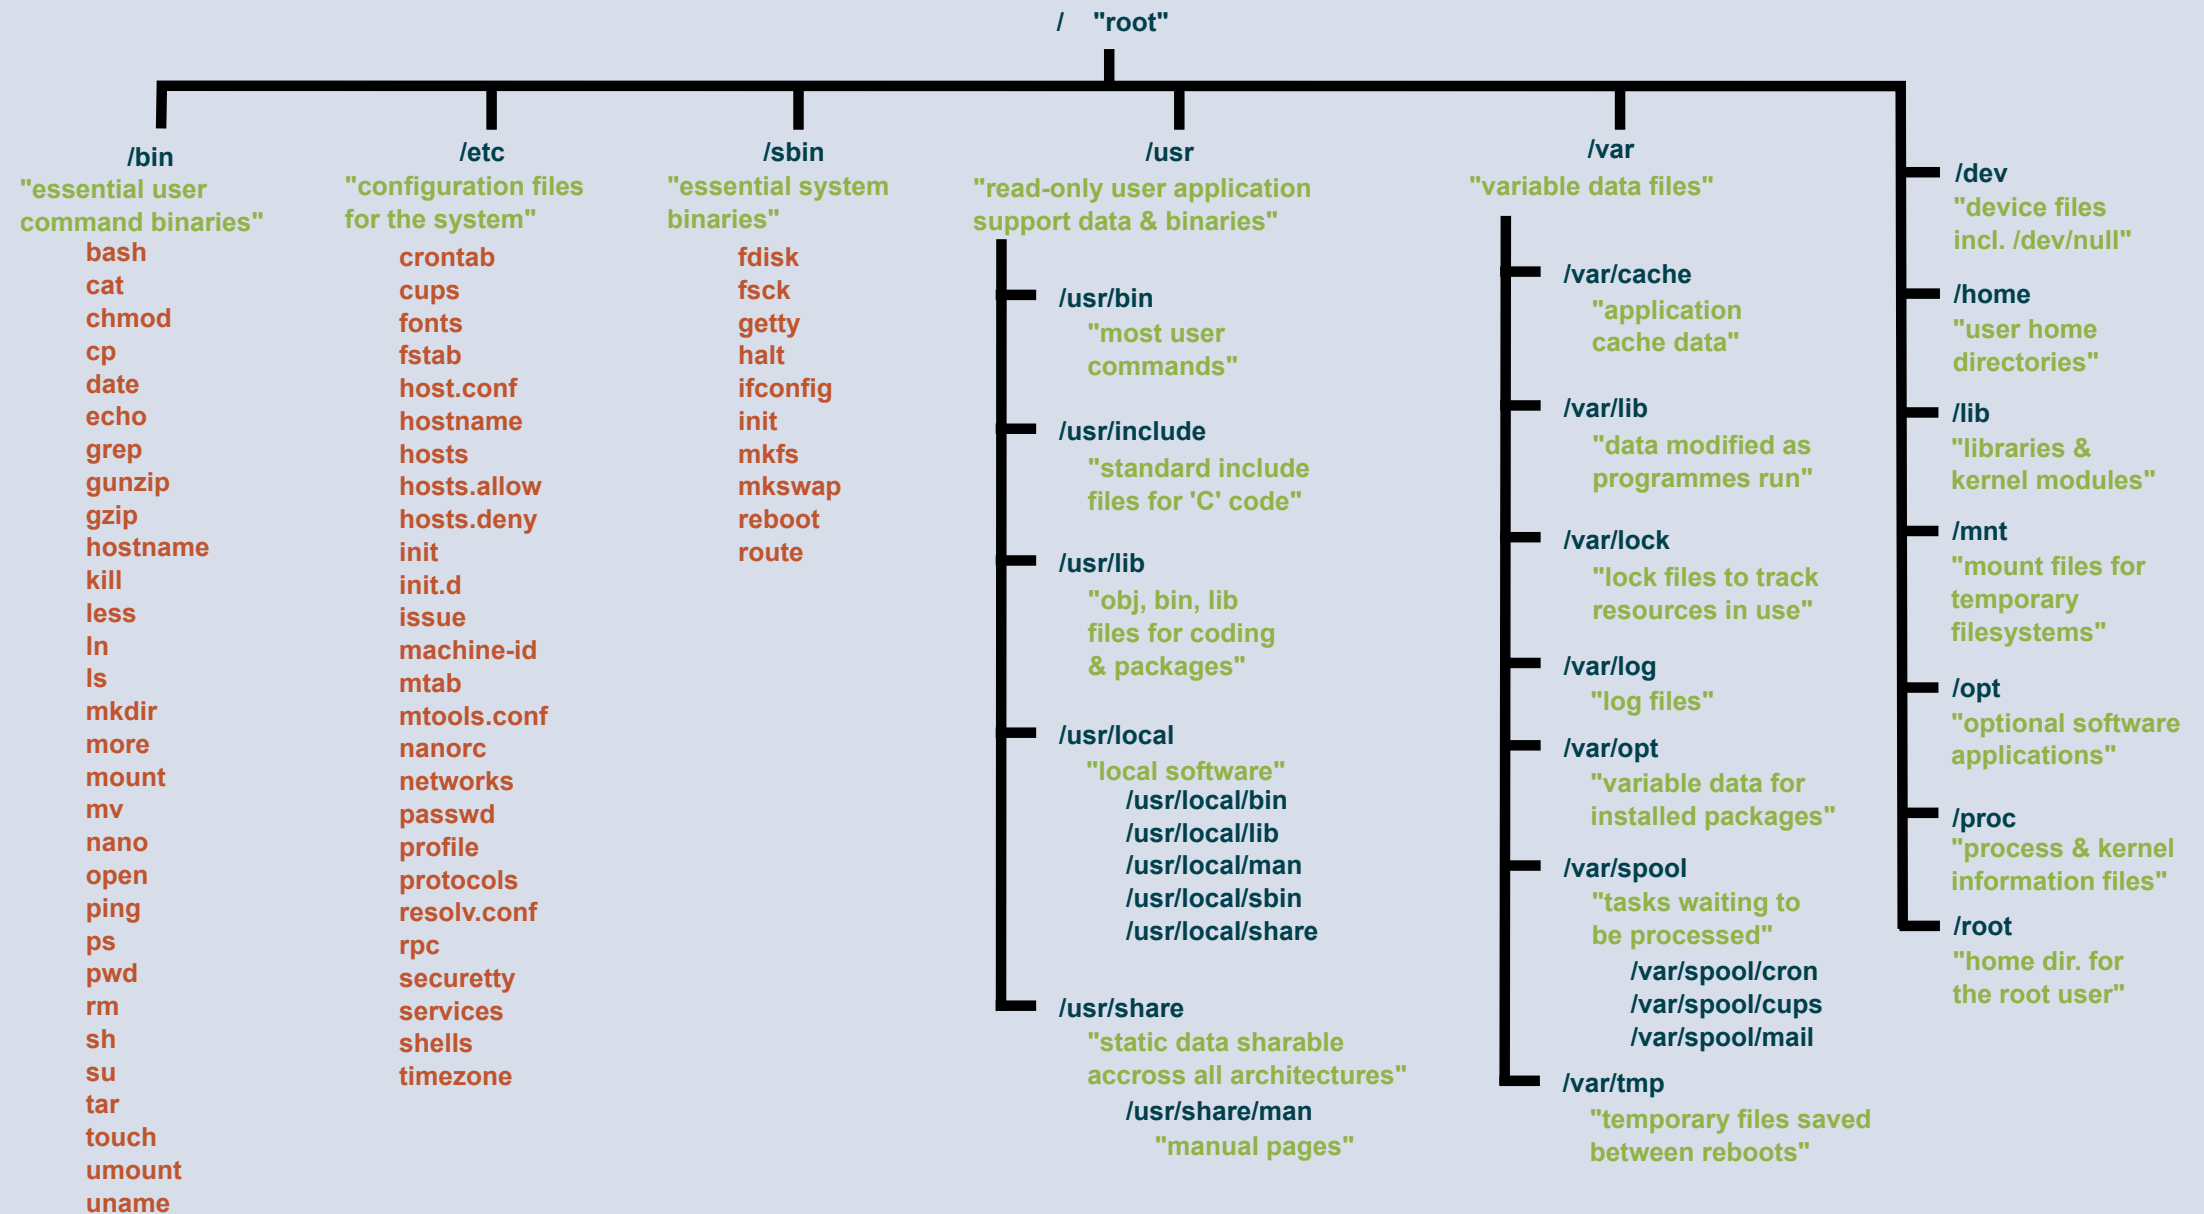 / "root"
/bin
"essential user
command binaries"
bash
cat
chmod
cp
date
echo
grep
gunzip
gzip
hostname
kill
less
ln
ls
mkdir
more
mount
mv
nano
open
ping
ps
pwd
rm
sh
su
tar
touch
umount
uname
/etc
"configuration files
for the system"
crontab
cups
fonts
fstab
host.conf
hostname
hosts
hosts.allow
hosts.deny
init
init.d
issue
machine-id
mtab
mtools.conf
nanorc
networks
passwd
profile
protocols
resolv.conf
rpc
securetty
services
shells
timezone
/sbin
"essential system
binaries"
fdisk
fsck
getty
halt
ifconfig
init
mkfs
mkswap
reboot
route
/usr
"read-only user application
support data & binaries"
/usr/bin
"most user
commands"
/usr/include
"standard include
files for 'C' code"
/usr/lib
"obj, bin, lib
files for coding
& packages"
/usr/local
"local software"
/usr/local/bin
/usr/local/lib
/usr/local/man
/usr/local/sbin
/usr/local/share
/usr/share
"static data sharable
accross all architectures"
/usr/share/man
"manual pages"
/var
"variable data files"
/var/cache
"application
cache data"
/var/lib
"data modified as
programmes run"
/var/lock
"lock files to track
resources in use"
/var/log
"log files"
/var/opt
"variable data for
installed packages"
/var/spool
"tasks waiting to
be processed"
/var/spool/cron
/var/spool/cups
/var/spool/mail
/var/tmp
"temporary files saved
between reboots"
/dev
"device files
incl. /dev/null"
/home
"user home
directories"
/lib
"libraries &
kernel modules"
/mnt
"mount files for
temporary
filesystems"
/opt
"optional software
applications"
/proc
"process & kernel
information files"
/root
"home dir. for
the root user"